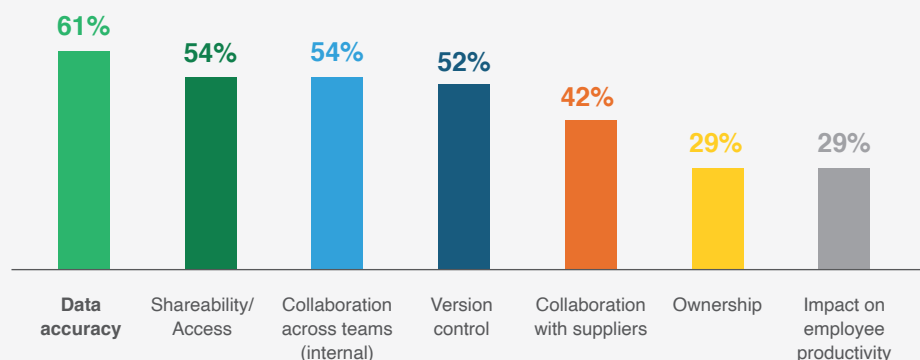 61%
54%
54%
52%
42%
29%
29%
Data
accuracy
Shareability/
Access
Collaboration
across teams
(internal)
Version
control
Collaboration
with suppliers
Ownership
Impact on
employee
productivity